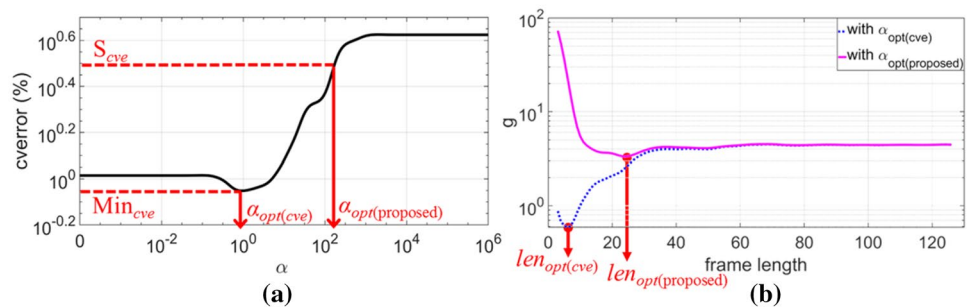 10^0.6
S_cve
10^0.4
10^0.2
10^0
Min_cve
10^-0.2
cverror (%)
α_opt(cve)
α_opt(proposed)
0
10^-2
10^0
10^2
10^4
10^6
α
(a)
10^2
10^1
10^0
g
with α_opt(cve)
with α_opt(proposed)
0
20
40
60
80
100
120
len_opt(cve)
len_opt(proposed)
frame length
(b)